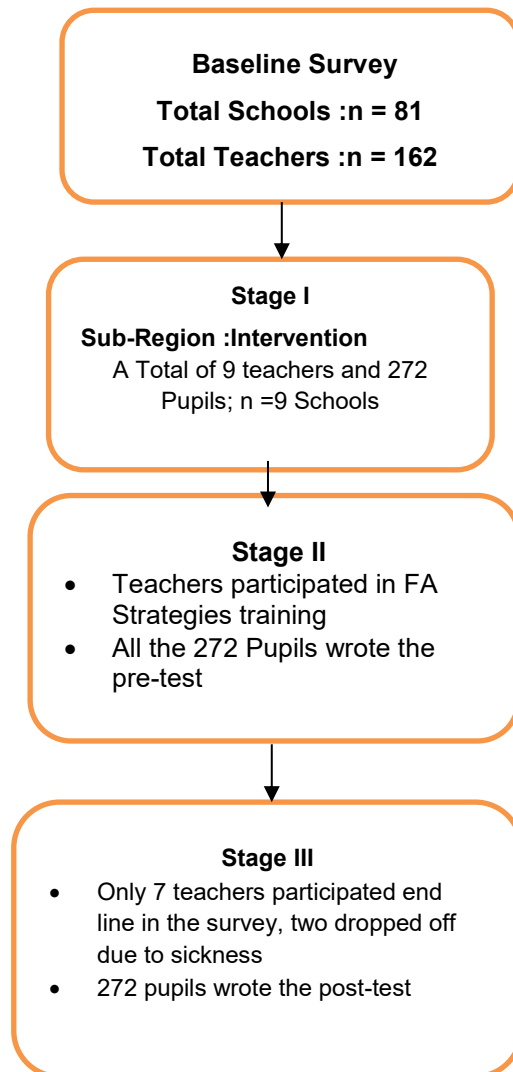 Baseline Survey
Total Schools :n = 81
Total Teachers :n = 162
Stage I
Sub-Region :Intervention
A Total of 9 teachers and 272
Pupils; n =9 Schools
Stage II
• Teachers participated in FA
Strategies training
• All the 272 Pupils wrote the
pre-test
Stage III
• Only 7 teachers participated end
line in the survey, two dropped off
due to sickness
• 272 pupils wrote the post-test